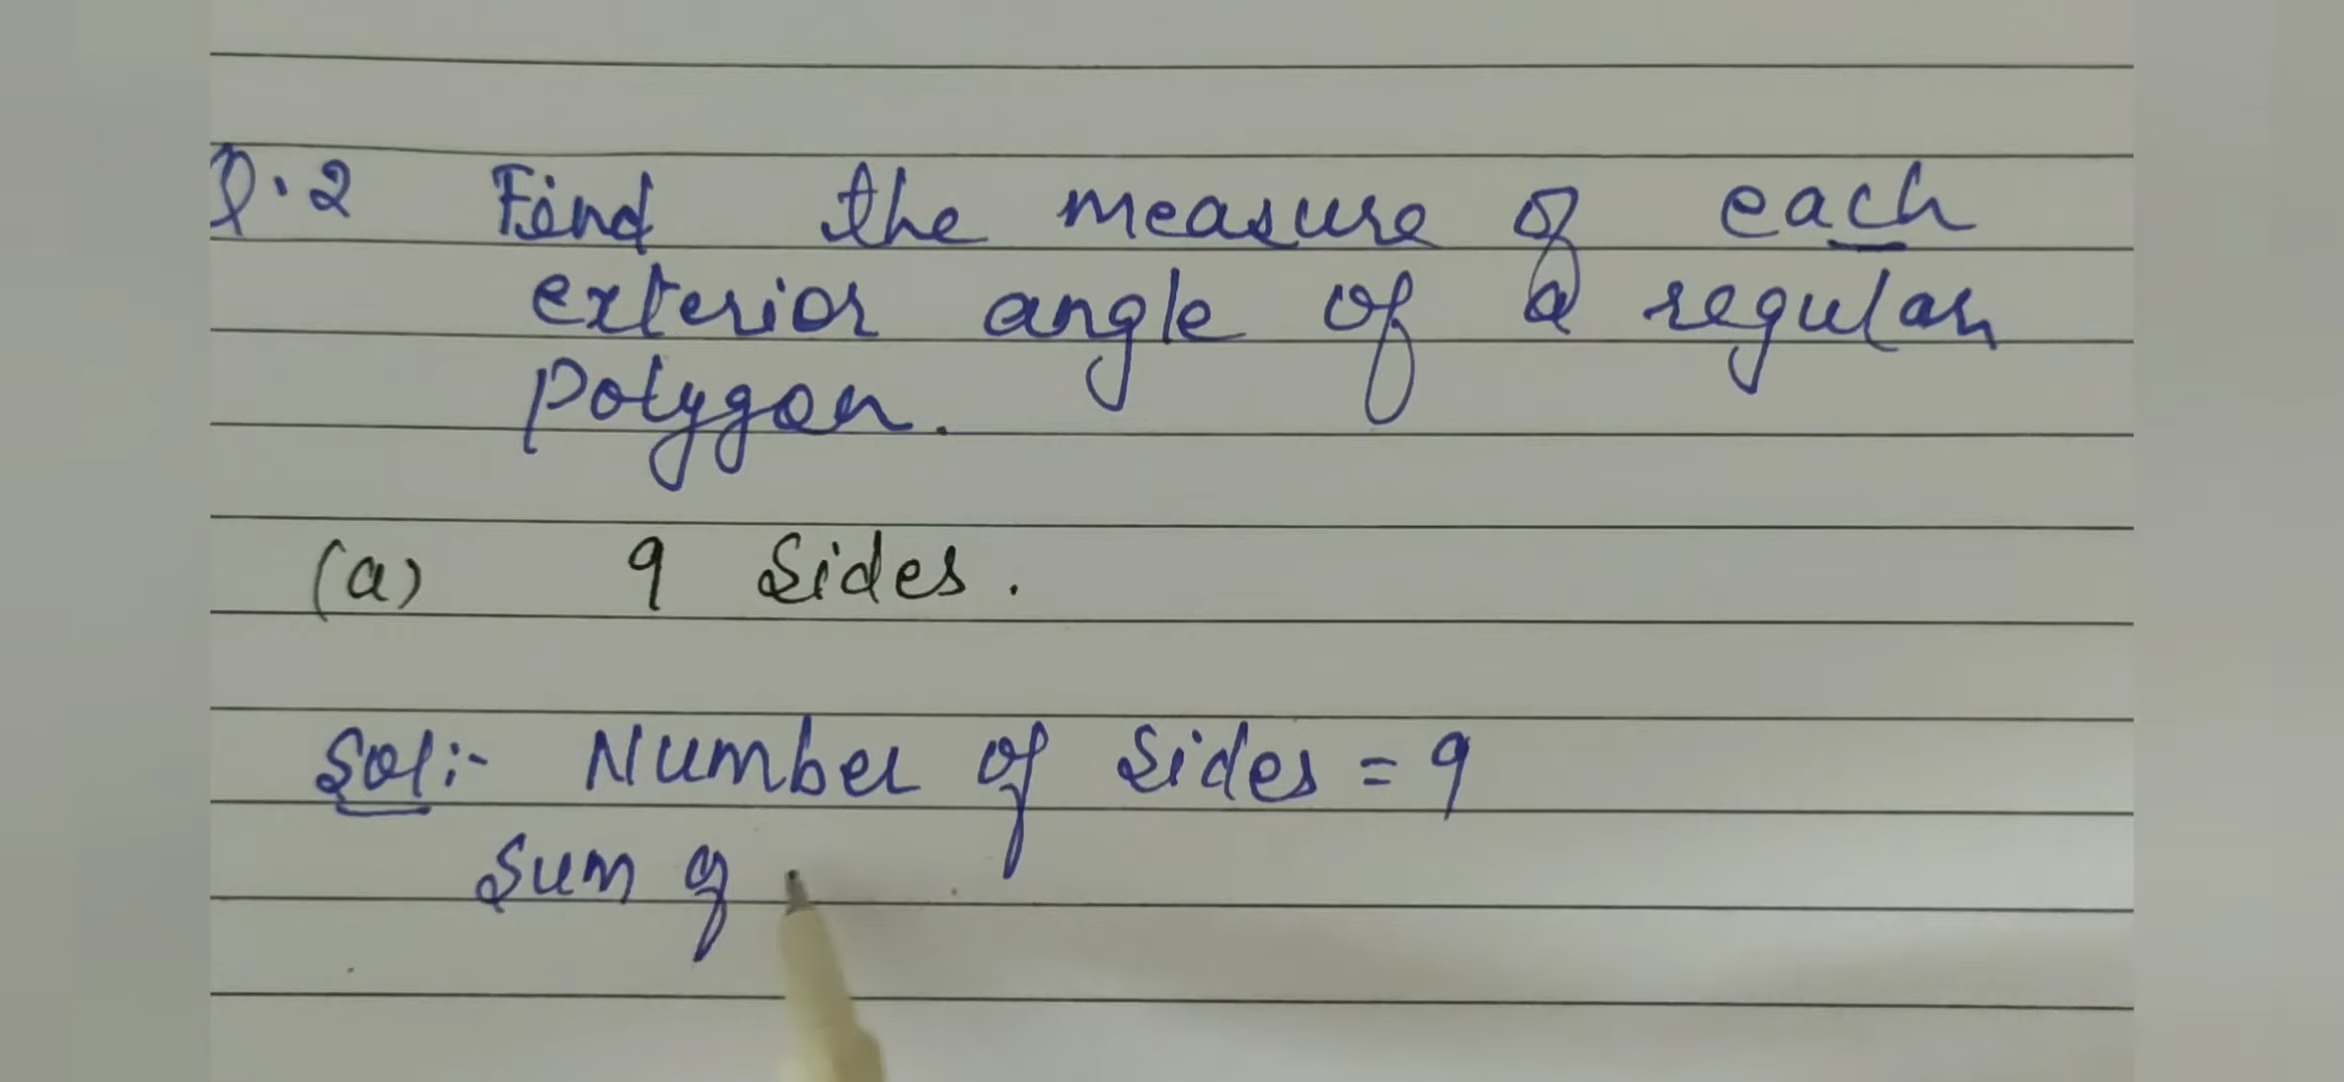 Q.2 Find the measure of each
exterior angle of a regular
polygon.
(a) 9 Sides.
Sol:- Number of Sides = 9
Sum of